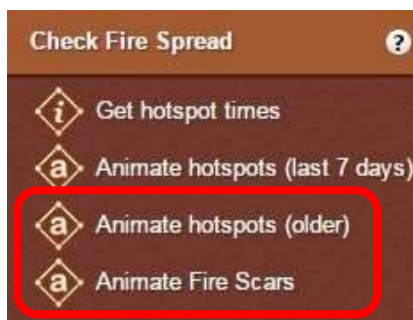 Check Fire Spread ?
i Get hotspot times
a Animate hotspots (last 7 days)
a Animate hotspots (older)
a Animate Fire Scars